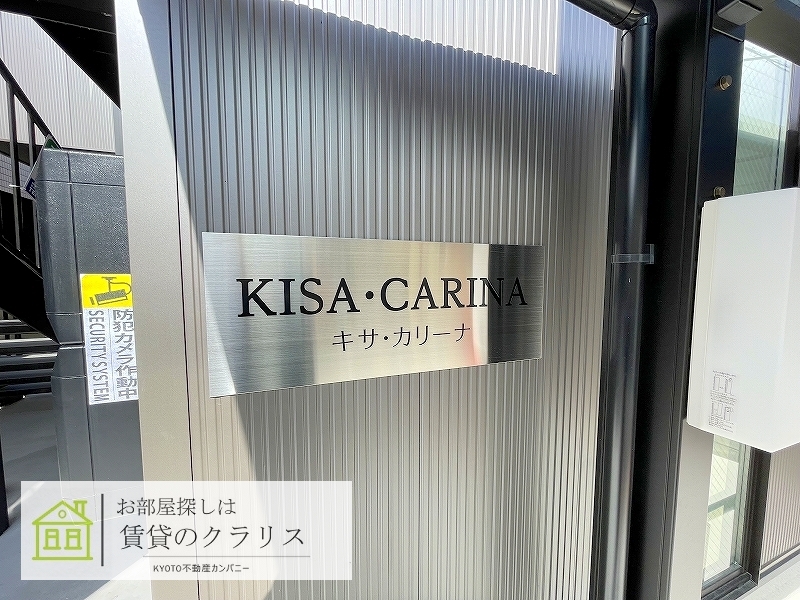 KISA・CARINA
キサ・カリーナ
防犯カメラ作動中
SECURITY SYSTEM
お部屋探しは
賃貸のクラリス
KYOTO不動産カンパニー